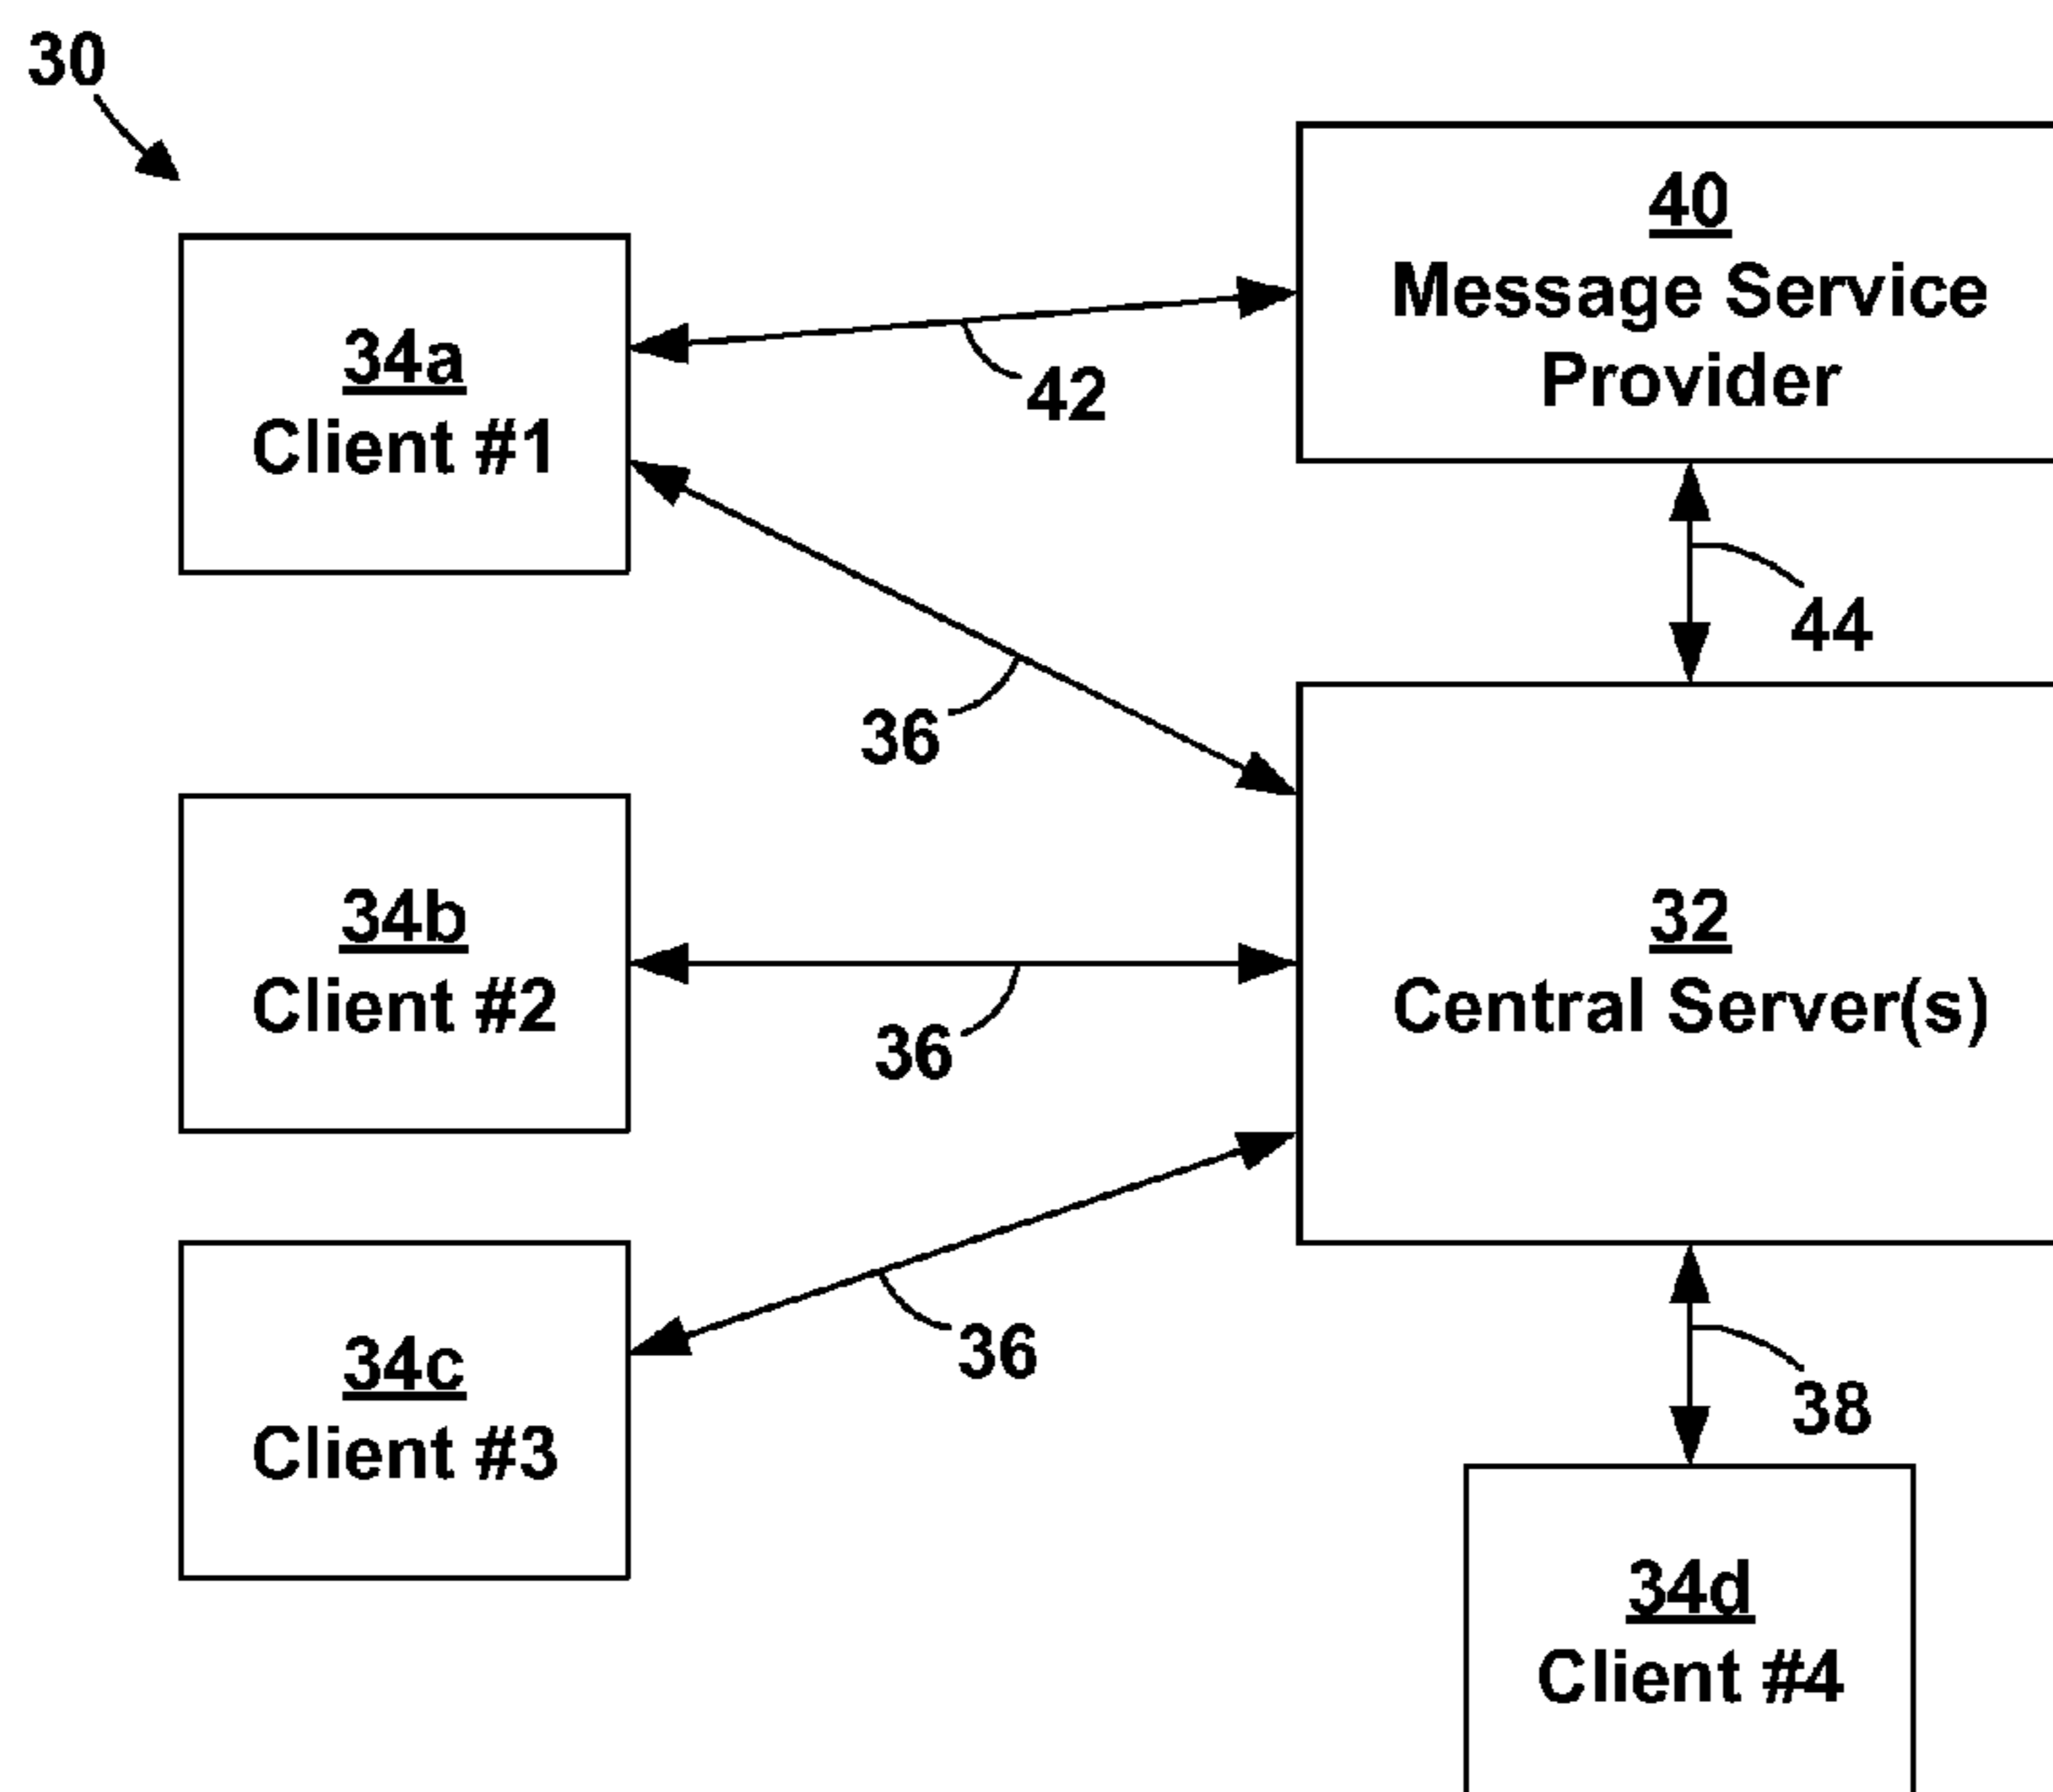 30
40
Message Service
Provider
34a
Client #1
42
44
36
34b
Client #2
32
Central Server(s)
36
34c
Client #3
36
38
34d
Client #4